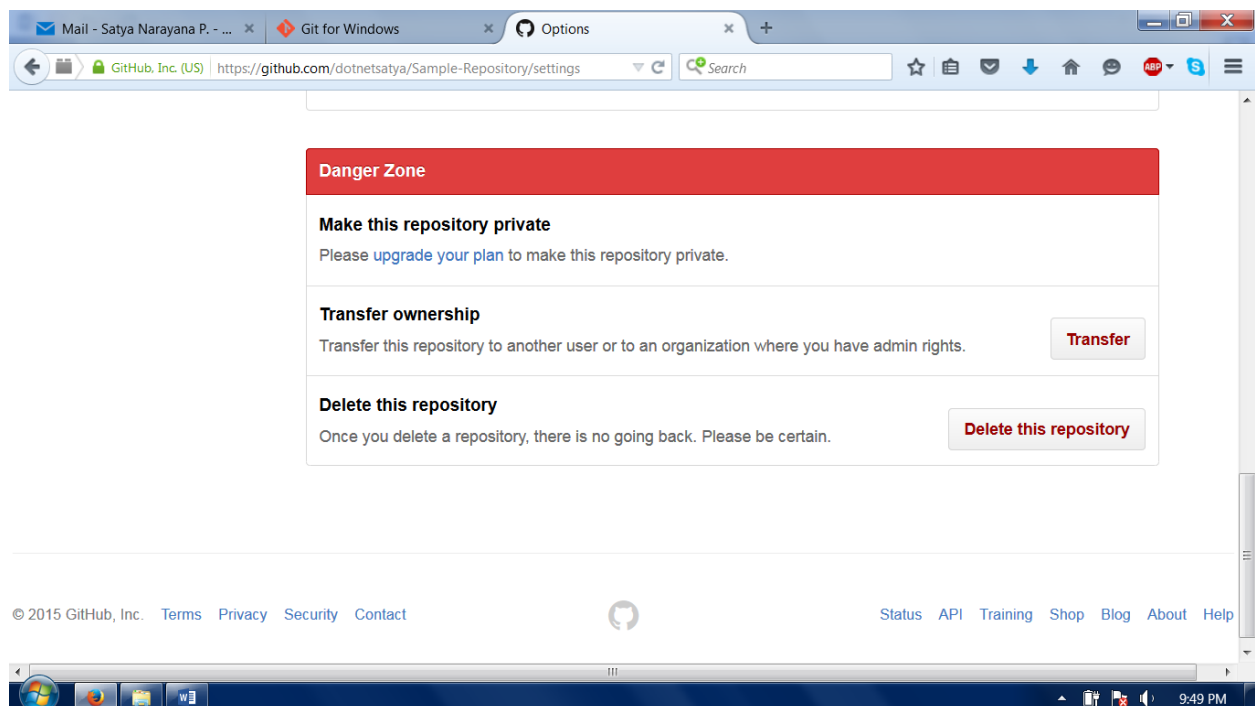 Mail - Satya Narayana P. - ...
Git for Windows
Options
GitHub, Inc. (US) https://github.com/dotnetsatya/Sample-Repository/settings
Search
ABP
Danger Zone
Make this repository private
Please upgrade your plan to make this repository private.
Transfer ownership
Transfer this repository to another user or to an organization where you have admin rights.
Transfer
Delete this repository
Once you delete a repository, there is no going back. Please be certain.
Delete this repository
© 2015 GitHub, Inc. Terms Privacy Security Contact
Status API Training Shop Blog About Help
9:49 PM